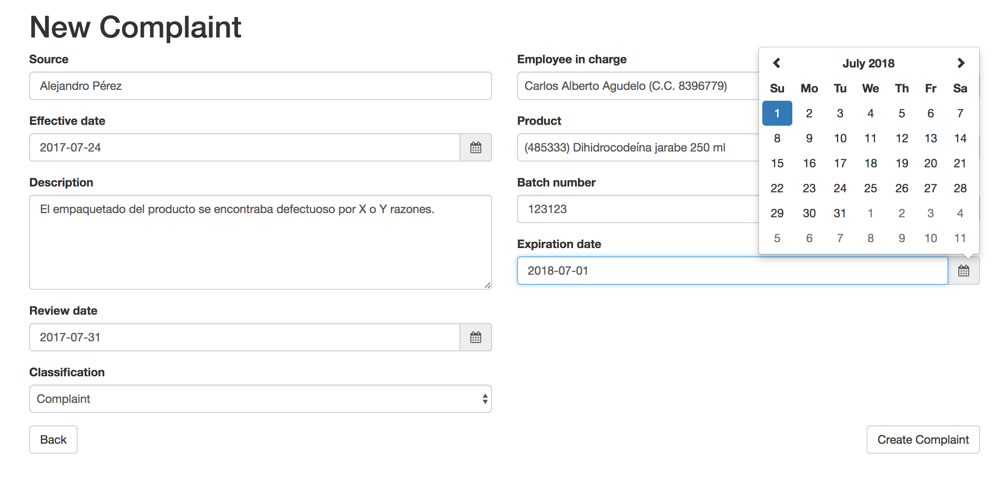 New Complaint
Source
Alejandro Pérez
Effective date
2017-07-24
Description
El empaquetado del producto se encontraba defectuoso por X o Y razones.
Review date
2017-07-31
Classification
Complaint
Back
Employee in charge
Carlos Alberto Agudelo (C.C. 8396779)
Product
(485333) Dihidrocodeína jarabe 250 ml
Batch number
123123
Expiration date
2018-07-01
July 2018
Su Mo Tu We Th Fr Sa
1 2 3 4 5 6 7
8 9 10 11 12 13 14
15 16 17 18 19 20 21
22 23 24 25 26 27 28
29 30 31 1 2 3 4
5 6 7 8 9 10 11
Create Complaint